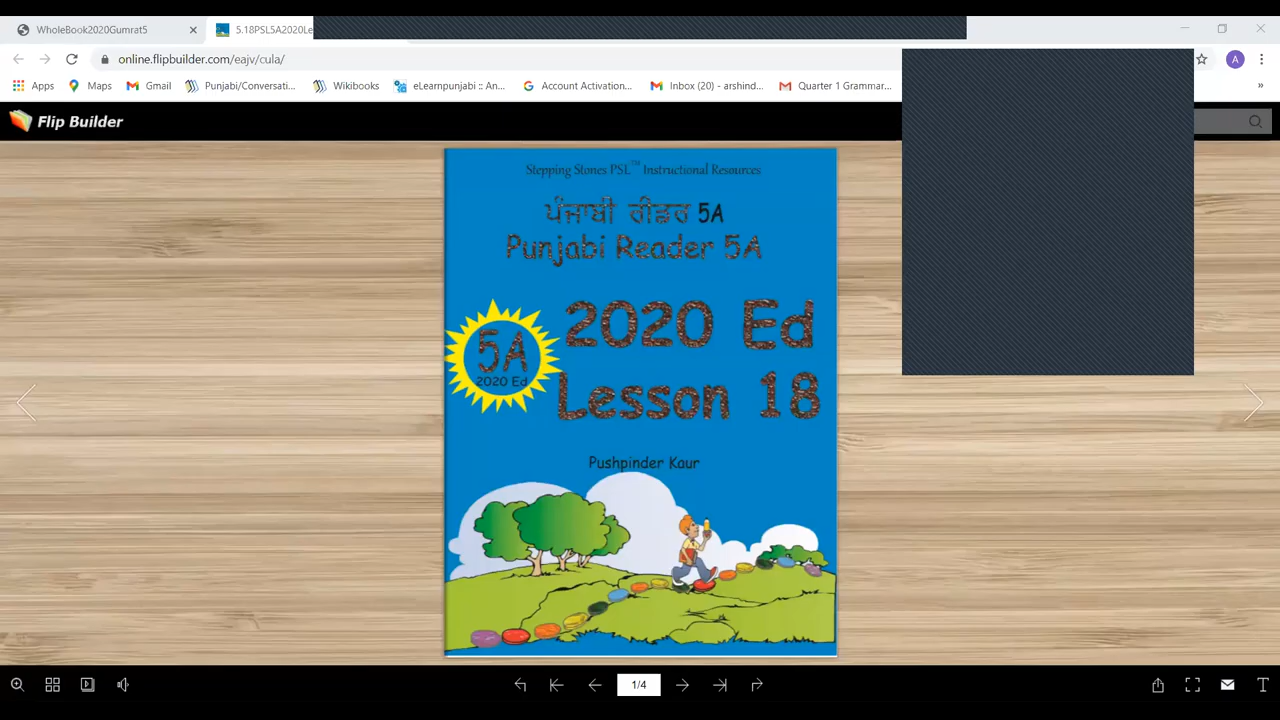 WholeBook2020Gumrat5
5.18PSL5A2020Le
online.flipbuilder.com/eajv/cula/
A
Apps
Maps
Gmail
Punjabi/Conversati...
Wikibooks
eLearnpunjabi :: An...
Account Activation...
Inbox (20) - arshind...
Quarter 1 Grammar...
»
Flip Builder
Stepping Stones PSL™ Instructional Resources
ਪੰਜਾਬੀ ਰੀਡਰ 5A
Punjabi Reader 5A
2020 Ed
5A
2020 Ed
Lesson 18
Pushpinder Kaur
1/4